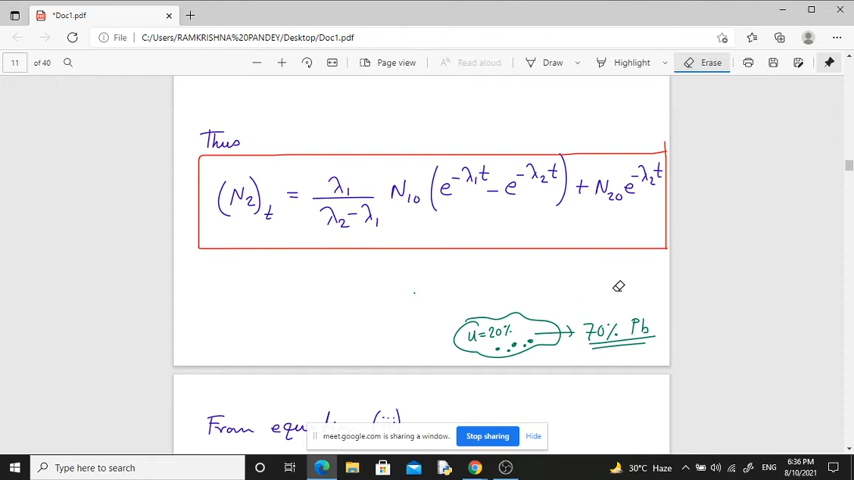 *Doc1.pdf
File C:/Users/RAMKRISHNA%20PANDEY/Desktop/Doc1.pdf
11 of 40 Page view Read aloud Draw Highlight Erase
Thus
(N₂)ₜ = λ₁/(λ₂-λ₁) N₁₀ (e^-λ₁t - e^-λ₂t) + N₂₀ e^-λ₂t
u=20% → 70% Pb
From (iii)
meet.google.com is sharing a window. Stop sharing Hide
Type here to search
30°C Haze ENG 6:36 PM
8/10/2021